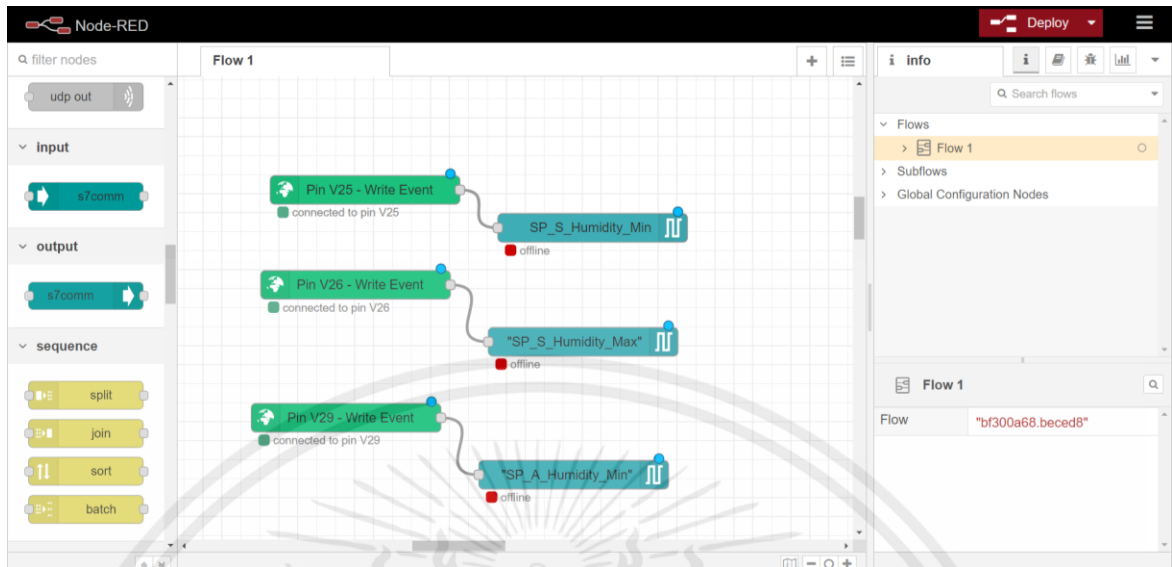 Node-RED
Deploy
filter nodes
Flow 1
i info
i
Search flows
udp out
input
s7comm
output
s7comm
sequence
split
join
sort
batch
Pin V25 - Write Event
connected to pin V25
SP_S_Humidity_Min
offline
Pin V26 - Write Event
connected to pin V26
"SP_S_Humidity_Max"
offline
Pin V29 - Write Event
connected to pin V29
"SP_A_Humidity_Min"
offline
Flows
Flow 1
Subflows
Global Configuration Nodes
Flow 1
Flow "bf300a68.beced8"